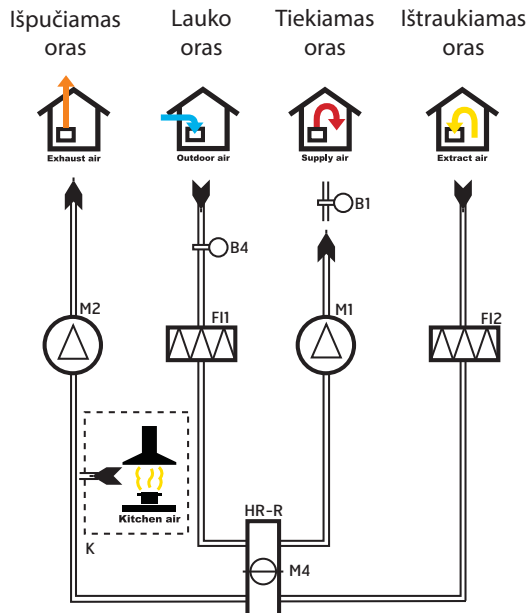 Išpučiamas
oras
Lauko
oras
Tiekiamas
oras
Ištraukiamas
oras
Exhaust air
Outdoor air
Supply air
Extract air
B1
B4
M2
FI1
M1
FI2
Kitchen air
K
HR-R
M4